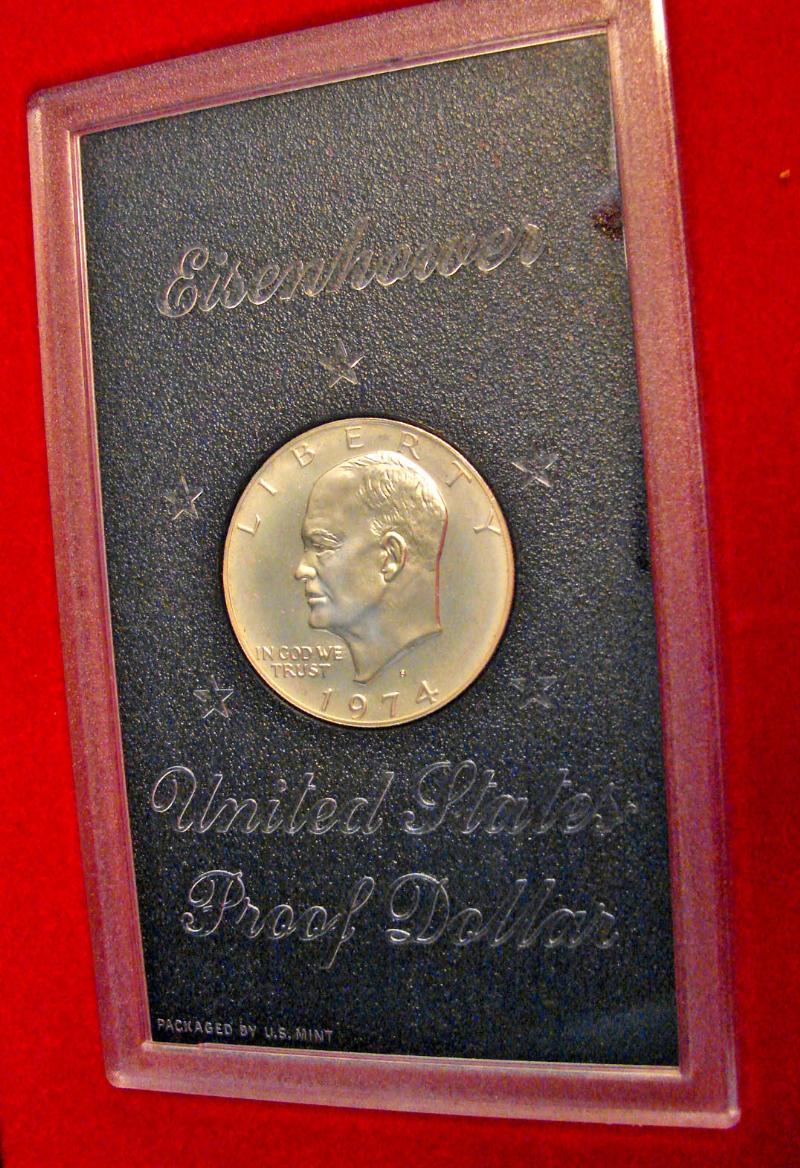 Eisenhower
LIBERTY
IN GOD WE
TRUST
S
1974
United States
Proof Dollar
PACKAGED BY U.S. MINT